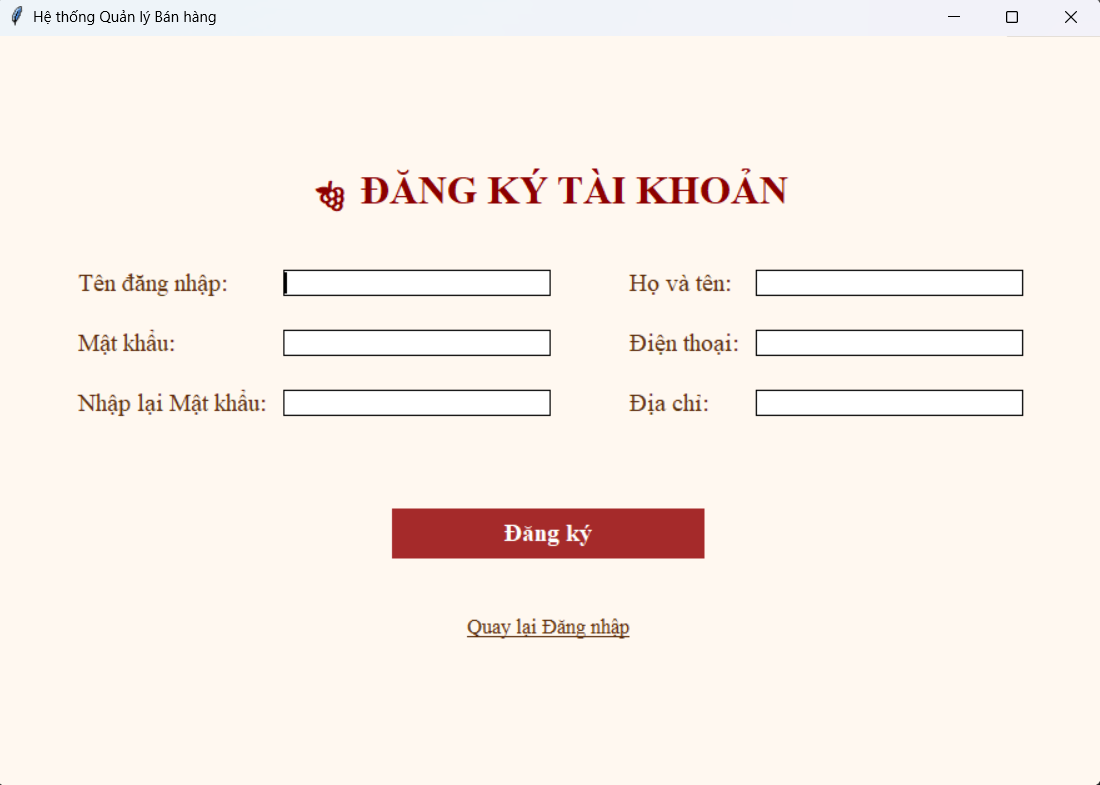 Hệ thống Quản lý Bán hàng
ĐĂNG KÝ TÀI KHOẢN
Tên đăng nhập:
Họ và tên:
Mật khẩu:
Điện thoại:
Nhập lại Mật khẩu:
Địa chỉ:
Đăng ký
Quay lại Đăng nhập